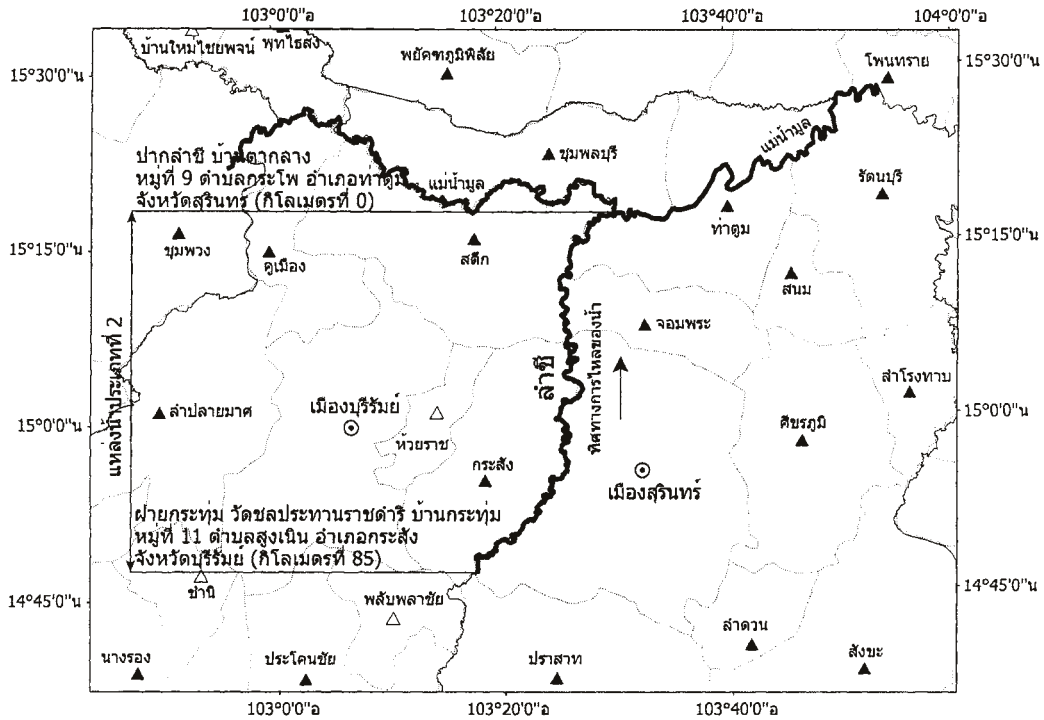 103°0'0"อ
103°20'0"อ
103°40'0"อ
104°0'0"อ
บ้านใหม่ไชยพจน์
พุทไธสง
พยัคฆภูมิพิสัย
โพนทราย
15°30'0"น
15°30'0"น
แม่น้ำมูล
ชุมพลบุรี
ปากลำชี บ้านตากลาง
หมู่ที่ 9 ตำบลกระโพ อำเภอท่าตูม
จังหวัดสุรินทร์ (กิโลเมตรที่ 0)
แม่น้ำมูล
รัตนบุรี
ท่าตูม
15°15'0"น
15°15'0"น
ชุมพวง
คูเมือง
สตึก
สนม
แหล่งน้ำประเภทที่ 2
ลำชี
ทิศทางการไหลของน้ำ
จอมพระ
สำโรงทาบ
ลำปลายมาศ
เมืองบุรีรัมย์
ห้วยราช
ศีขรภูมิ
15°0'0"น
15°0'0"น
กระสัง
เมืองสุรินทร์
ฝายกระทุ่ม วัดชลประทานราชดำริ บ้านกระทุ่ม
หมู่ที่ 11 ตำบลสูงเนิน อำเภอกระสัง
จังหวัดบุรีรัมย์ (กิโลเมตรที่ 85)
ชำนิ
พลับพลาชัย
14°45'0"น
14°45'0"น
ลำดวน
นางรอง
ประโคนชัย
ปราสาท
สังขะ
103°0'0"อ
103°20'0"อ
103°40'0"อ